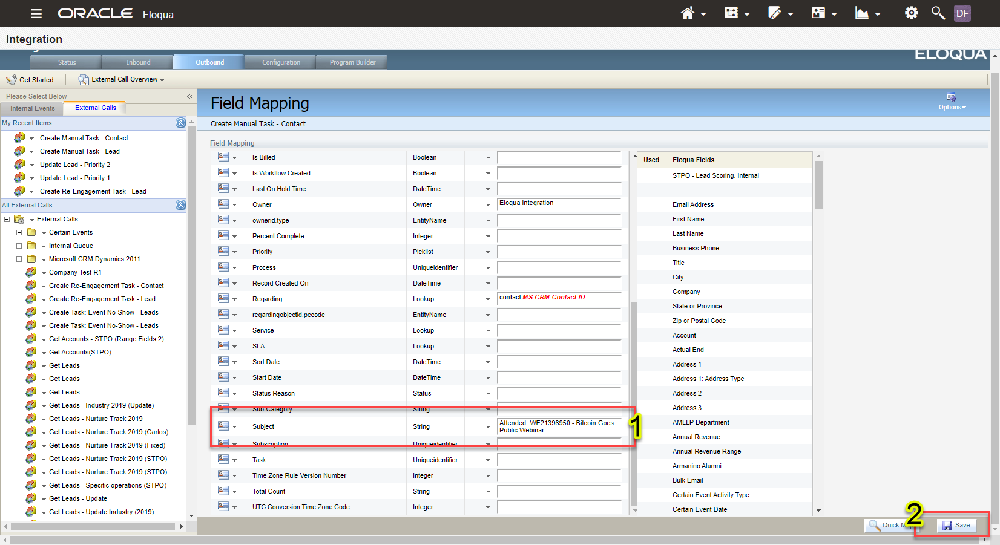 ORACLE Eloqua
DF
Integration
ELOQUA
Status Inbound Outbound Configuration Program Builder
Get Started External Call Overview
Please Select Below
Internal Events External Calls
My Recent Items
Create Manual Task - Contact
Create Manual Task - Lead
Update Lead - Priority 2
Update Lead - Priority 1
Create Re-Engagement Task - Lead
All External Calls
External Calls
Certain Events
Internal Queue
Microsoft CRM Dynamics 2011
Company Test R1
Create Re-Engagement Task - Contact
Create Re-Engagement Task - Lead
Create Task: Event No-Show - Leads
Create Task: Event No-Show - Leads
Get Accounts - STPO (Range Fields 2)
Get Accounts(STPO)
Get Leads
Get Leads
Get Leads
Get Leads - Industry 2019 (Update)
Get Leads - Nurture Track 2019
Get Leads - Nurture Track 2019 (Carlos)
Get Leads - Nurture Track 2019 (Fixed)
Get Leads - Nurture Track 2019 (STPO)
Get Leads - Nurture Track 2019 (STPO)
Get Leads - Specific operations (STPO)
Get Leads - Update
Get Leads - Update Industry (2019)
Field Mapping
Options
Create Manual Task - Contact
Field Mapping
Is Billed Boolean
Is Workflow Created Boolean
Last On Hold Time DateTime
Owner Owner Eloqua Integration
ownerid.type EntityName
Percent Complete Integer
Priority Picklist
Process Uniqueidentifier
Record Created On DateTime
Regarding Lookup contact.MS CRM Contact ID
regardingobjectid.pecode EntityName
Service Lookup
SLA Lookup
Sort Date DateTime
Start Date DateTime
Status Reason Status
Sub-Category String
Subject String Attended: WE21398950 - Bitcoin Goes
Public Webinar
1
Subscription Uniqueidentifier
Task Uniqueidentifier
Time Zone Rule Version Number Integer
Total Count String
UTC Conversion Time Zone Code Integer
Used Eloqua Fields
STPO - Lead Scoring. Internal
- - - -
Email Address
First Name
Last Name
Business Phone
Title
City
Company
State or Province
Zip or Postal Code
Account
Actual End
Address 1
Address 1: Address Type
Address 2
Address 3
AMLLP Department
Annual Revenue
Annual Revenue Range
Armanino Alumni
Bulk Email
Certain Event Activity Type
Certain Event Date
Quick
2
Save